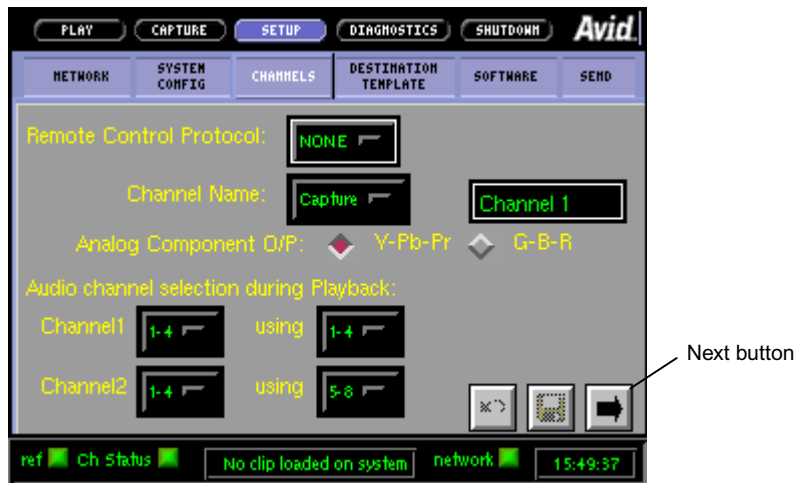 PLAY CAPTURE SETUP DIAGNOSTICS SHUTDOWN Avid
NETWORK SYSTEM CONFIG CHANNELS DESTINATION TEMPLATE SOFTWARE SEND
Remote Control Protocol: NONE
Channel Name: Capture Channel 1
Analog Component O/P: Y-Pb-Pr G-B-R
Audio channel selection during Playback:
Channel1 1-4 using 1-4
Channel2 1-4 using 5-8
Next button
ref Ch Status No clip loaded on system network 15:49:37